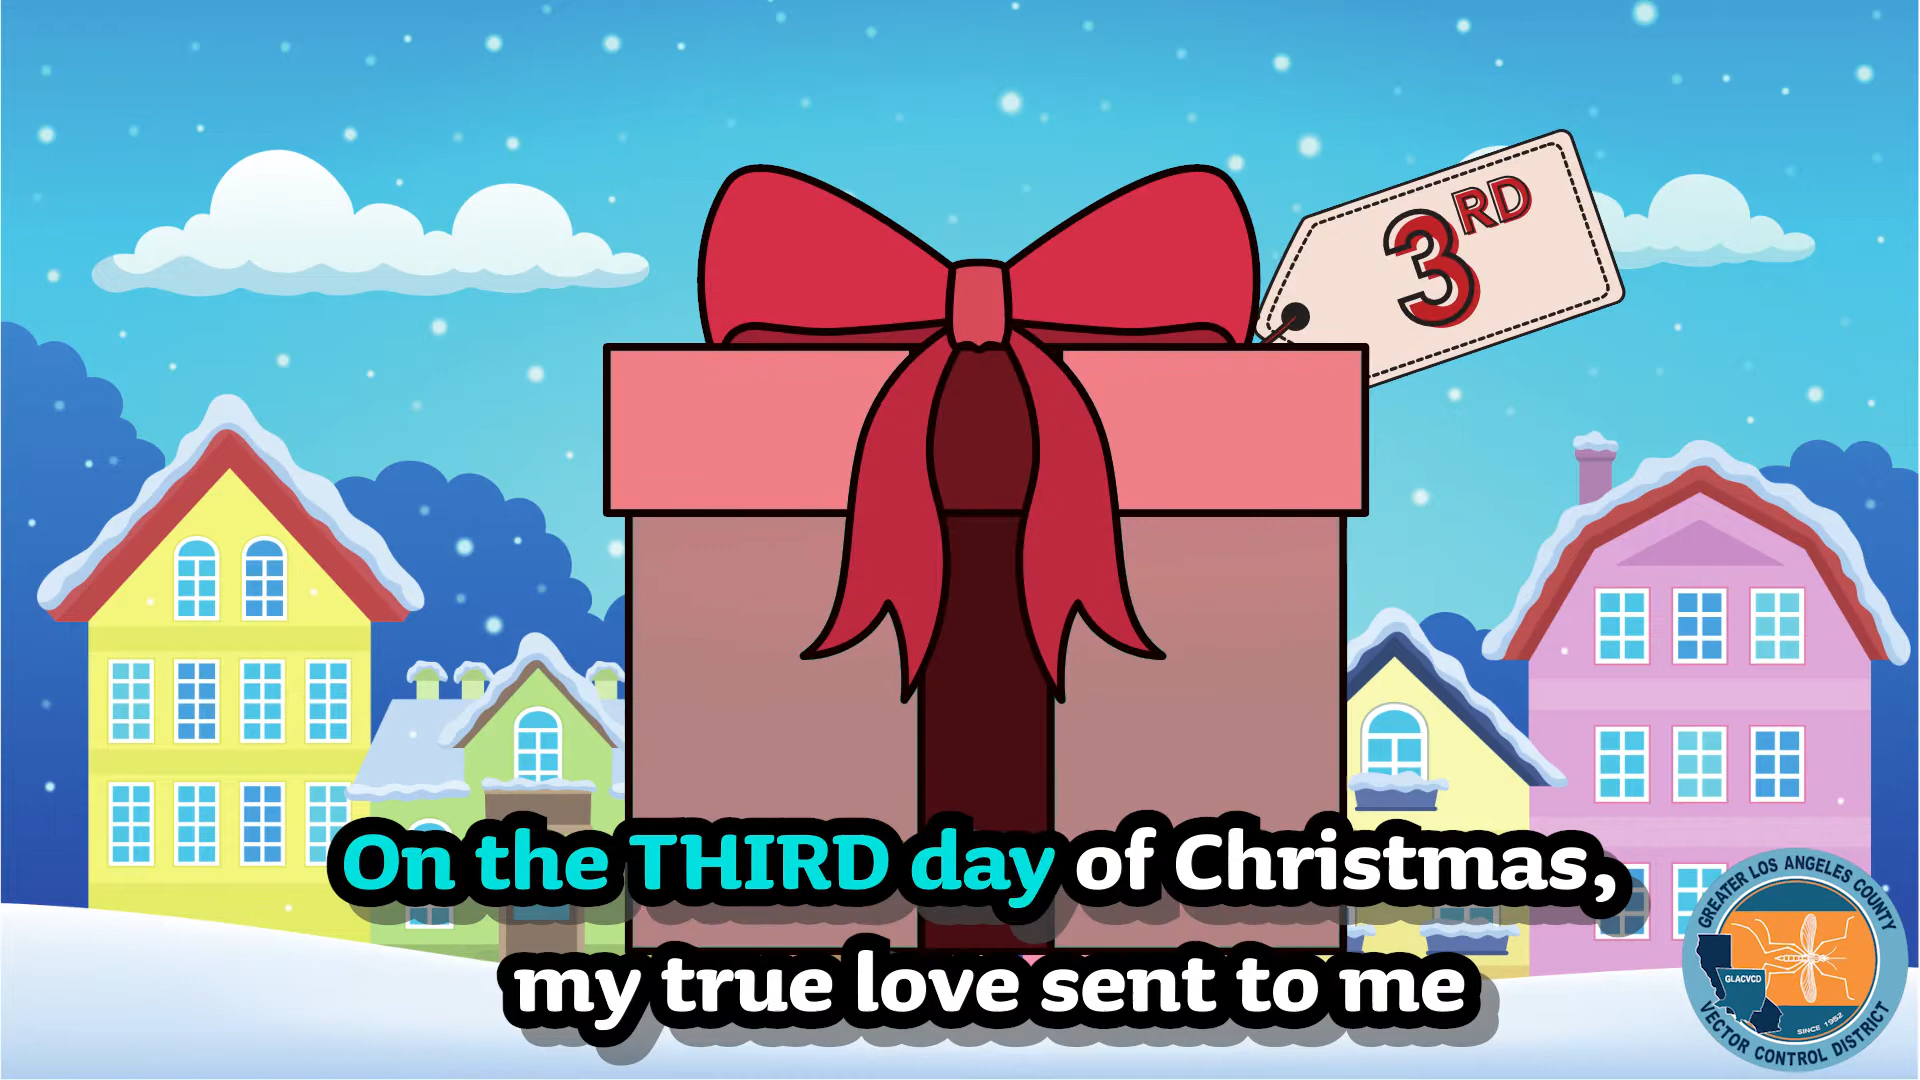 3RD
On the THIRD day of Christmas,
my true love sent to me
GREATER LOS ANGELES COUNTY
GLACVCD
SINCE 1952
VECTOR CONTROL DISTRICT